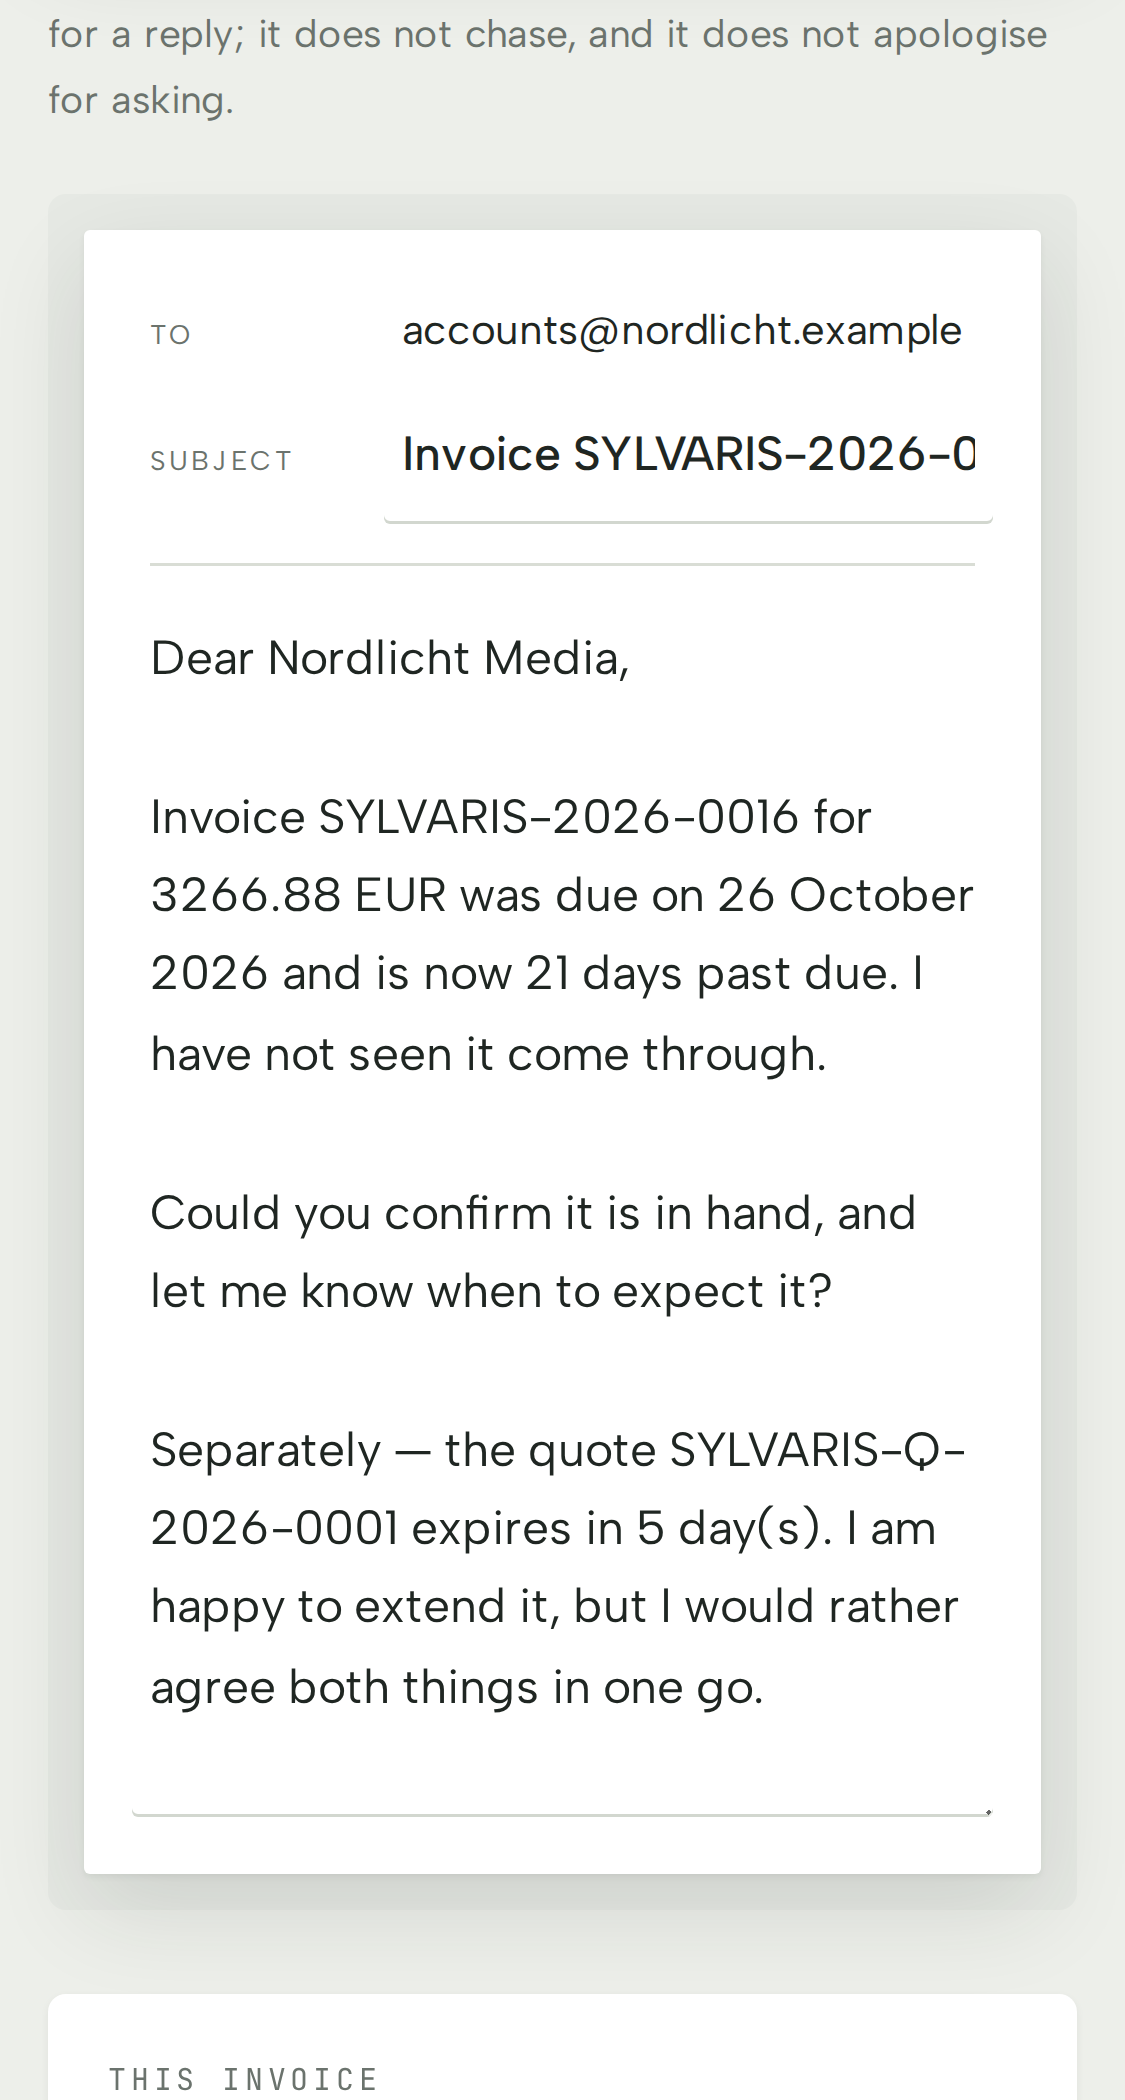 for a reply; it does not chase, and it does not apologise
for asking.
TO
accounts@nordlicht.example
SUBJECT
Invoice SYLVARIS-2026-0
Dear Nordlicht Media,
Invoice SYLVARIS-2026-0016 for
3266.88 EUR was due on 26 October
2026 and is now 21 days past due. I
have not seen it come through.
Could you confirm it is in hand, and
let me know when to expect it?
Separately — the quote SYLVARIS-Q-
2026-0001 expires in 5 day(s). I am
happy to extend it, but I would rather
agree both things in one go.
THIS INVOICE